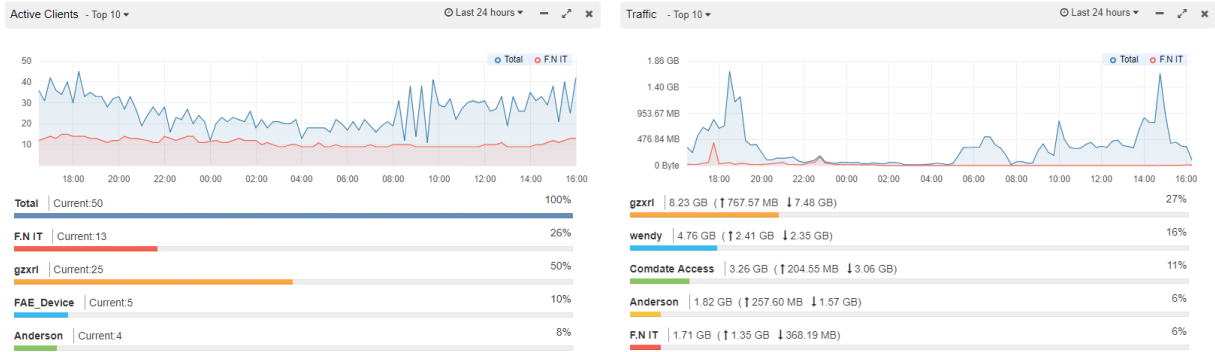 Active Clients - Top 10 Last 24 hours
Total F.N IT
50
40
30
20
10
18:00 20:00 22:00 00:00 02:00 04:00 06:00 08:00 10:00 12:00 14:00 16:00
Total Current:50 100%
F.N IT Current:13 26%
gzxrl Current:25 50%
FAE_Device Current:5 10%
Anderson Current:4 8%
Traffic - Top 10 Last 24 hours
Total F.N IT
1.86 GB
1.40 GB
953.67 MB
476.84 MB
0 Byte
18:00 20:00 22:00 00:00 02:00 04:00 06:00 08:00 10:00 12:00 14:00 16:00
gzxrl 8.23 GB (↑767.57 MB ↓7.48 GB) 27%
wendy 4.76 GB (↑2.41 GB ↓2.35 GB) 16%
Comdate Access 3.26 GB (↑204.55 MB ↓3.06 GB) 11%
Anderson 1.82 GB (↑257.60 MB ↓1.57 GB) 6%
F.N IT 1.71 GB (↑1.35 GB ↓368.19 MB) 6%